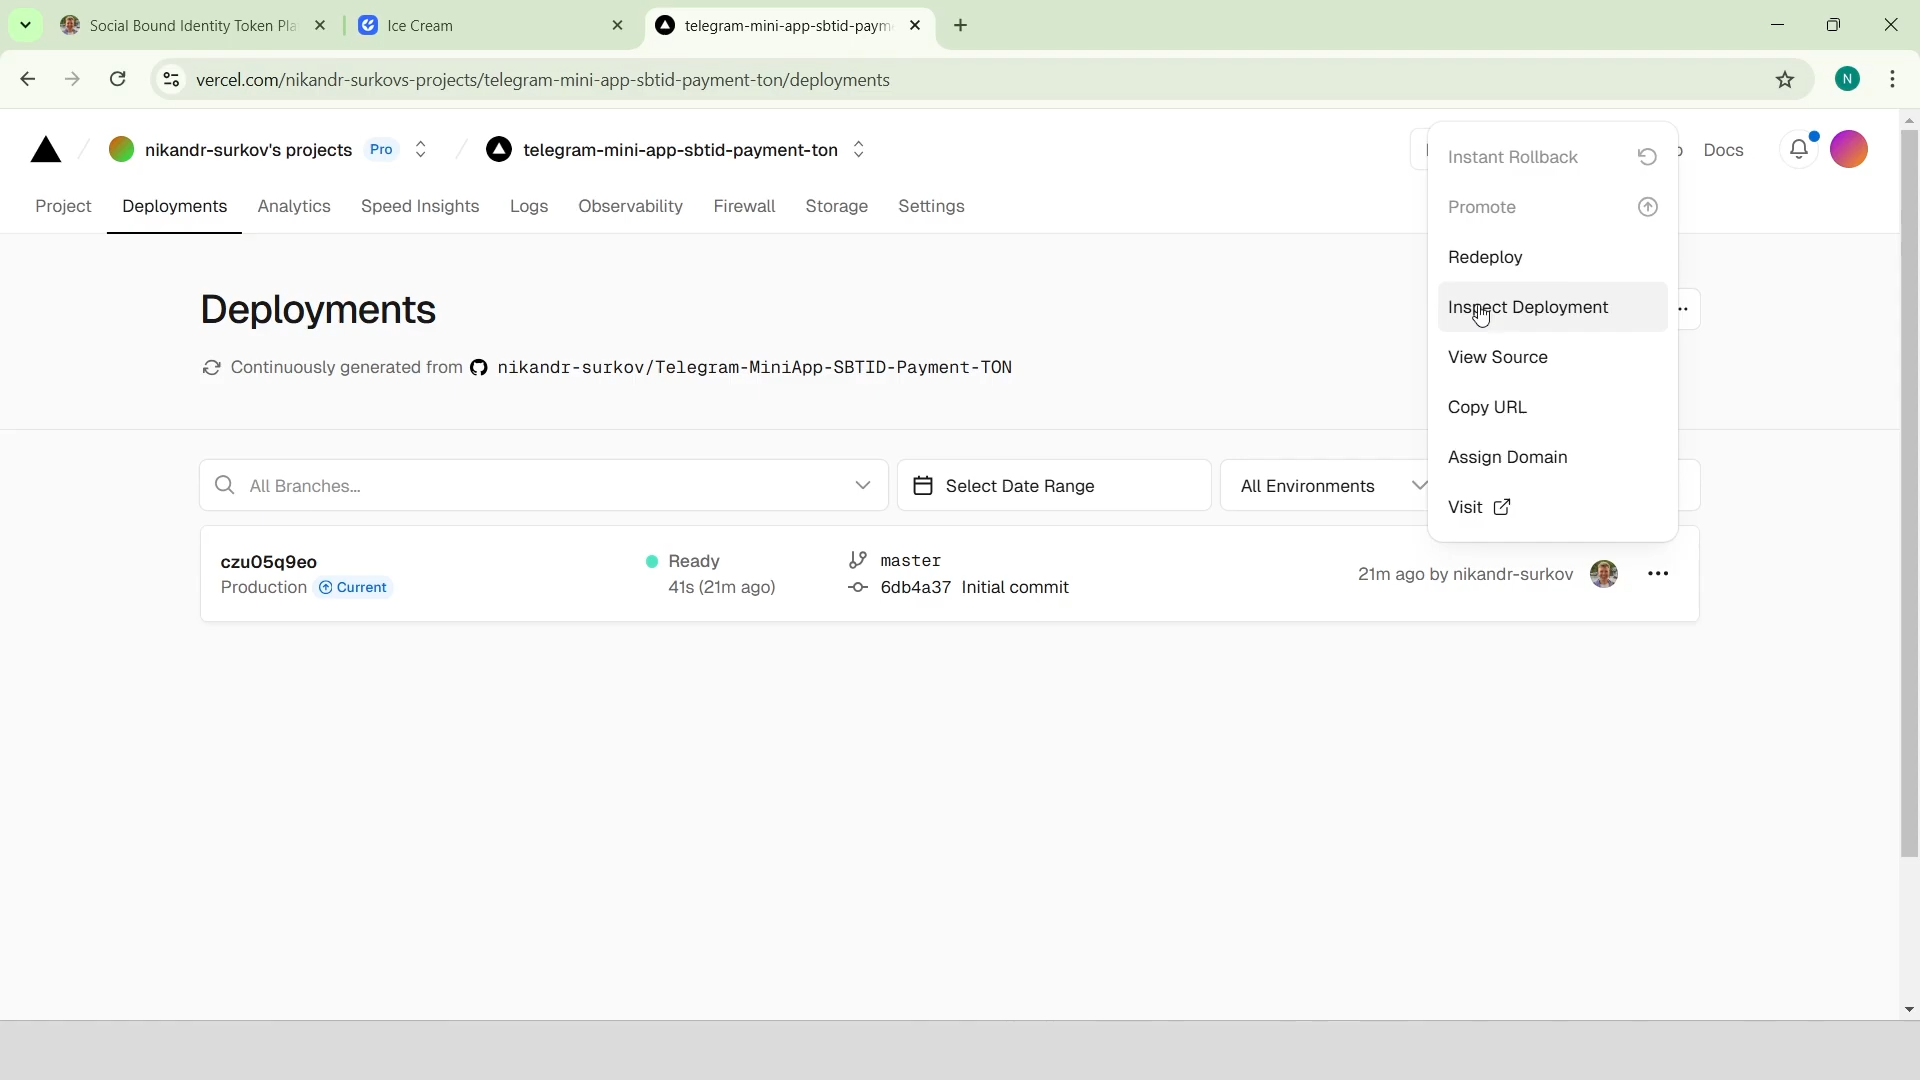 Social Bound Identity Token Pla
Ice Cream
telegram-mini-app-sbtid-paym
vercel.com/nikandr-surkovs-projects/telegram-mini-app-sbtid-payment-ton/deployments
N
nikandr-surkov's projects Pro
telegram-mini-app-sbtid-payment-ton
Docs
Project Deployments Analytics Speed Insights Logs Observability Firewall Storage Settings
Instant Rollback
Promote
Redeploy
Inspect Deployment
View Source
Copy URL
Assign Domain
Visit
Deployments
Continuously generated from nikandr-surkov/Telegram-MiniApp-SBTID-Payment-TON
All Branches...
Select Date Range
All Environments
czu05q9eo
Production Current
Ready
41s (21m ago)
master
6db4a37 Initial commit
21m ago by nikandr-surkov